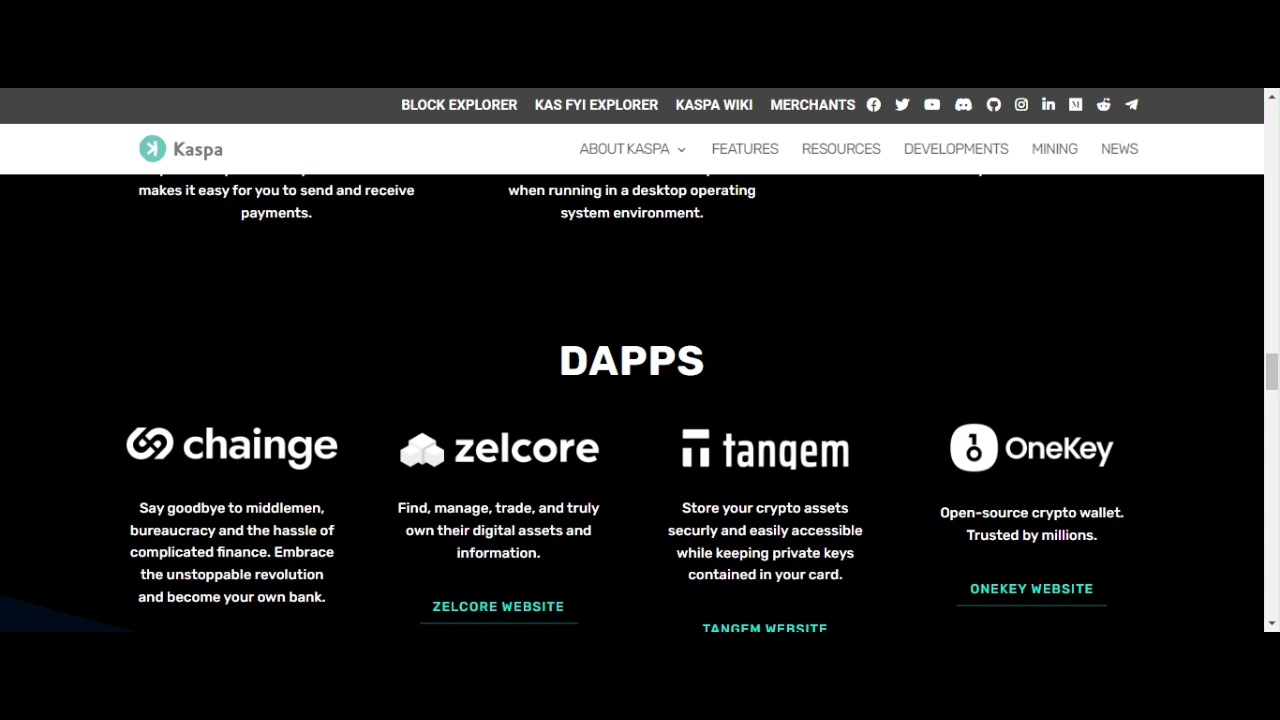 BLOCK EXPLORER KAS FYI EXPLORER KASPA WIKI MERCHANTS
Kaspa ABOUT KASPA FEATURES RESOURCES DEVELOPMENTS MINING NEWS
makes it easy for you to send and receive
payments.
when running in a desktop operating
system environment.
DAPPS
chainge
Say goodbye to middlemen,
bureaucracy and the hassle of
complicated finance. Embrace
the unstoppable revolution
and become your own bank.
zelcore
Find, manage, trade, and truly
own their digital assets and
information.
ZELCORE WEBSITE
tangem
Store your crypto assets
securly and easily accessible
while keeping private keys
contained in your card.
TANGEM WEBSITE
OneKey
Open-source crypto wallet.
Trusted by millions.
ONEKEY WEBSITE